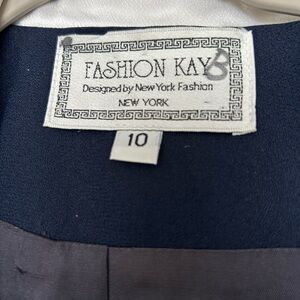 FASHION KAY B
Designed by New York Fashion
NEW YORK
10